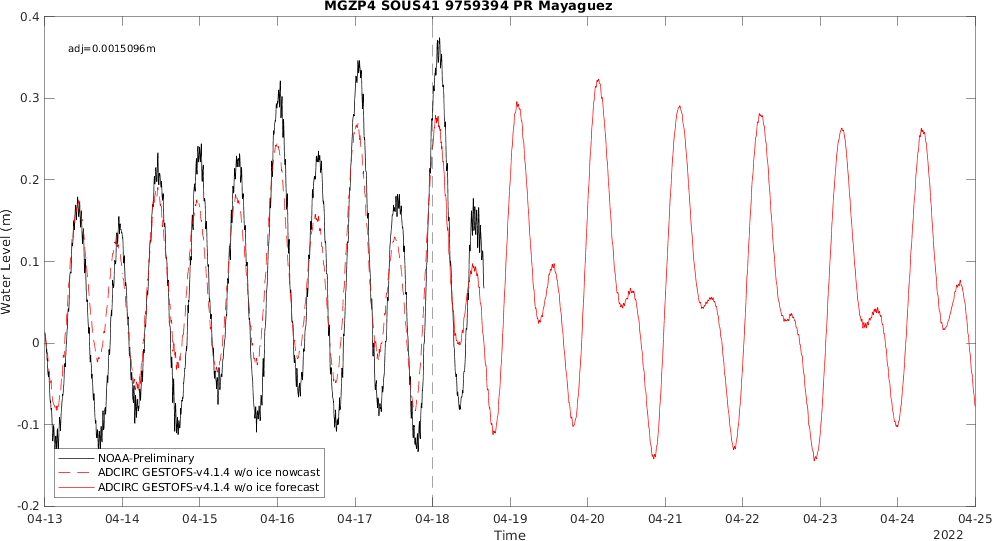 MGZP4 SOUS41 9759394 PR Mayaguez
adj=0.0015096m
0.4
0.3
0.2
0.1
0
-0.1
-0.2
Water Level (m)
NOAA-Preliminary
ADCIRC GESTOFS-v4.1.4 w/o ice nowcast
ADCIRC GESTOFS-v4.1.4 w/o ice forecast
04-13 04-14 04-15 04-16 04-17 04-18 04-19 04-20 04-21 04-22 04-23 04-24 04-25
Time
2022